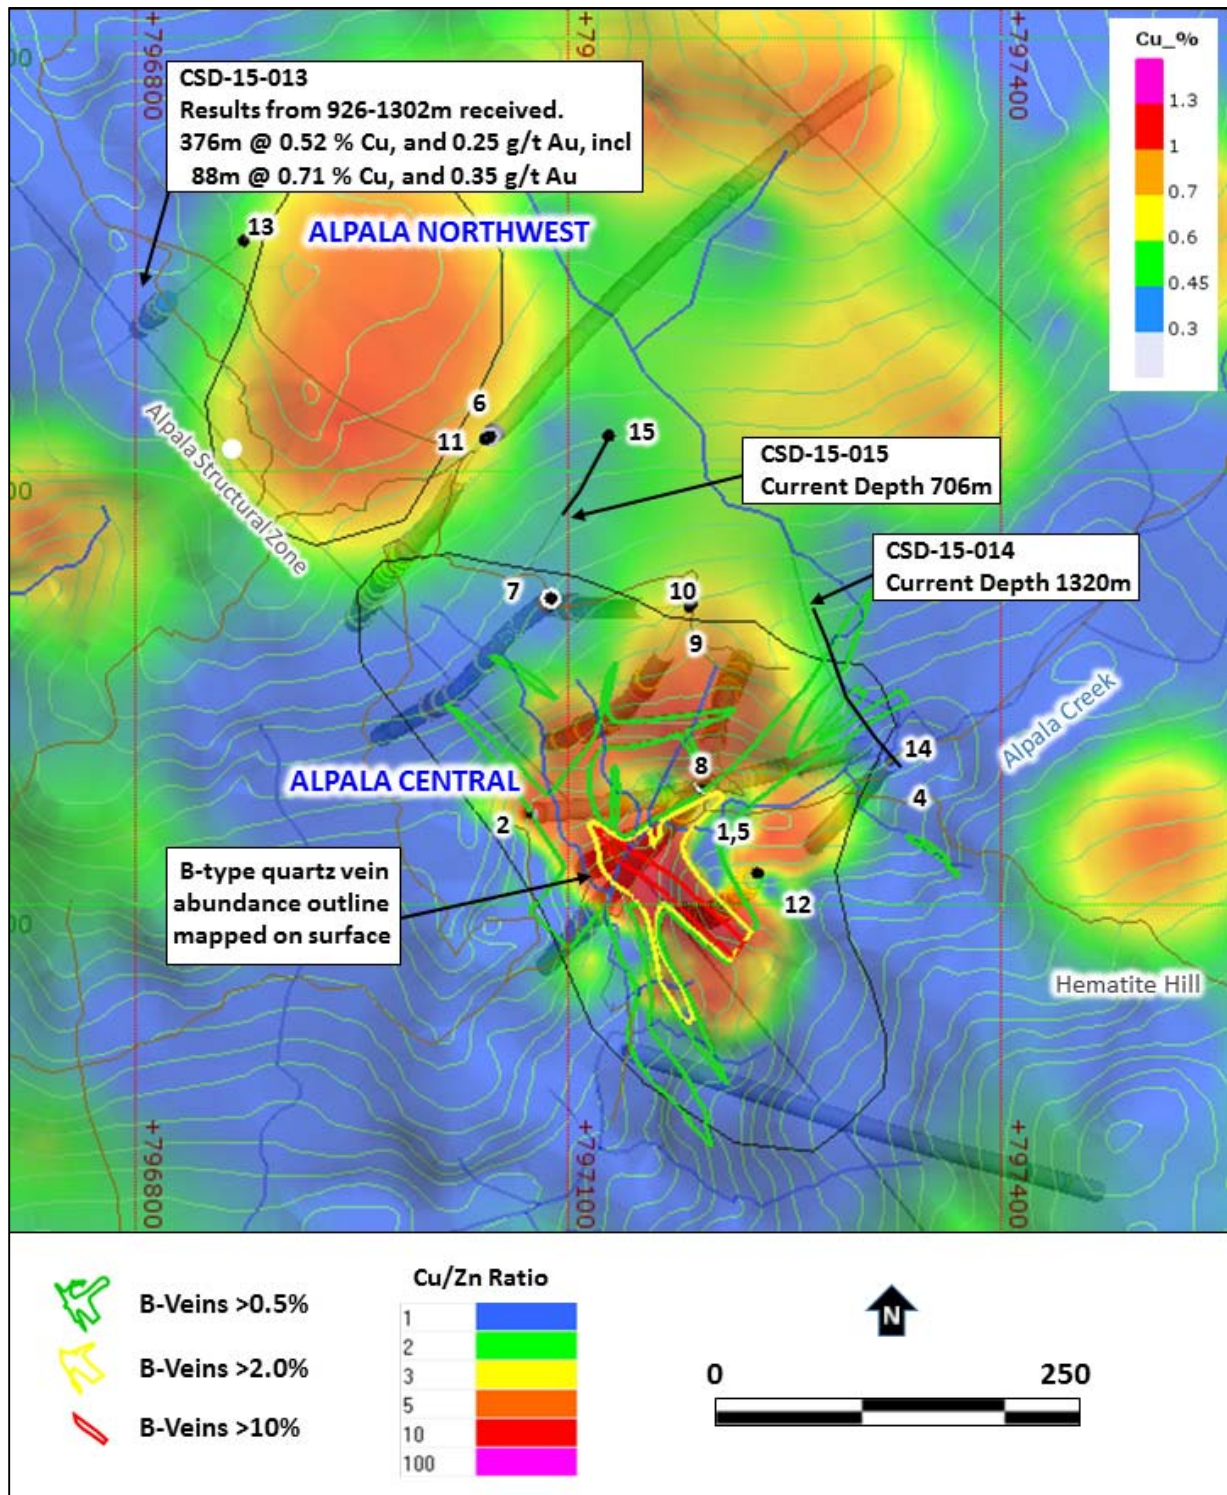 +796800
+797
+797400
Cu_%
1.3
1
0.7
0.6
0.45
0.3
00
CSD-15-013
Results from 926-1302m received.
376m @ 0.52 % Cu, and 0.25 g/t Au, incl
88m @ 0.71 % Cu, and 0.35 g/t Au
13
ALPALA NORTHWEST
6
11
15
Alpala Structural Zone
CSD-15-015
Current Depth 706m
00
CSD-15-014
Current Depth 1320m
7
10
9
Alpala Creek
14
8
ALPALA CENTRAL
4
2
1,5
B-type quartz vein
abundance outline
mapped on surface
12
00
Hematite Hill
+796800
+797100
+797400
B-Veins >0.5%
B-Veins >2.0%
B-Veins >10%
Cu/Zn Ratio
1
2
3
5
10
100
N
0
250